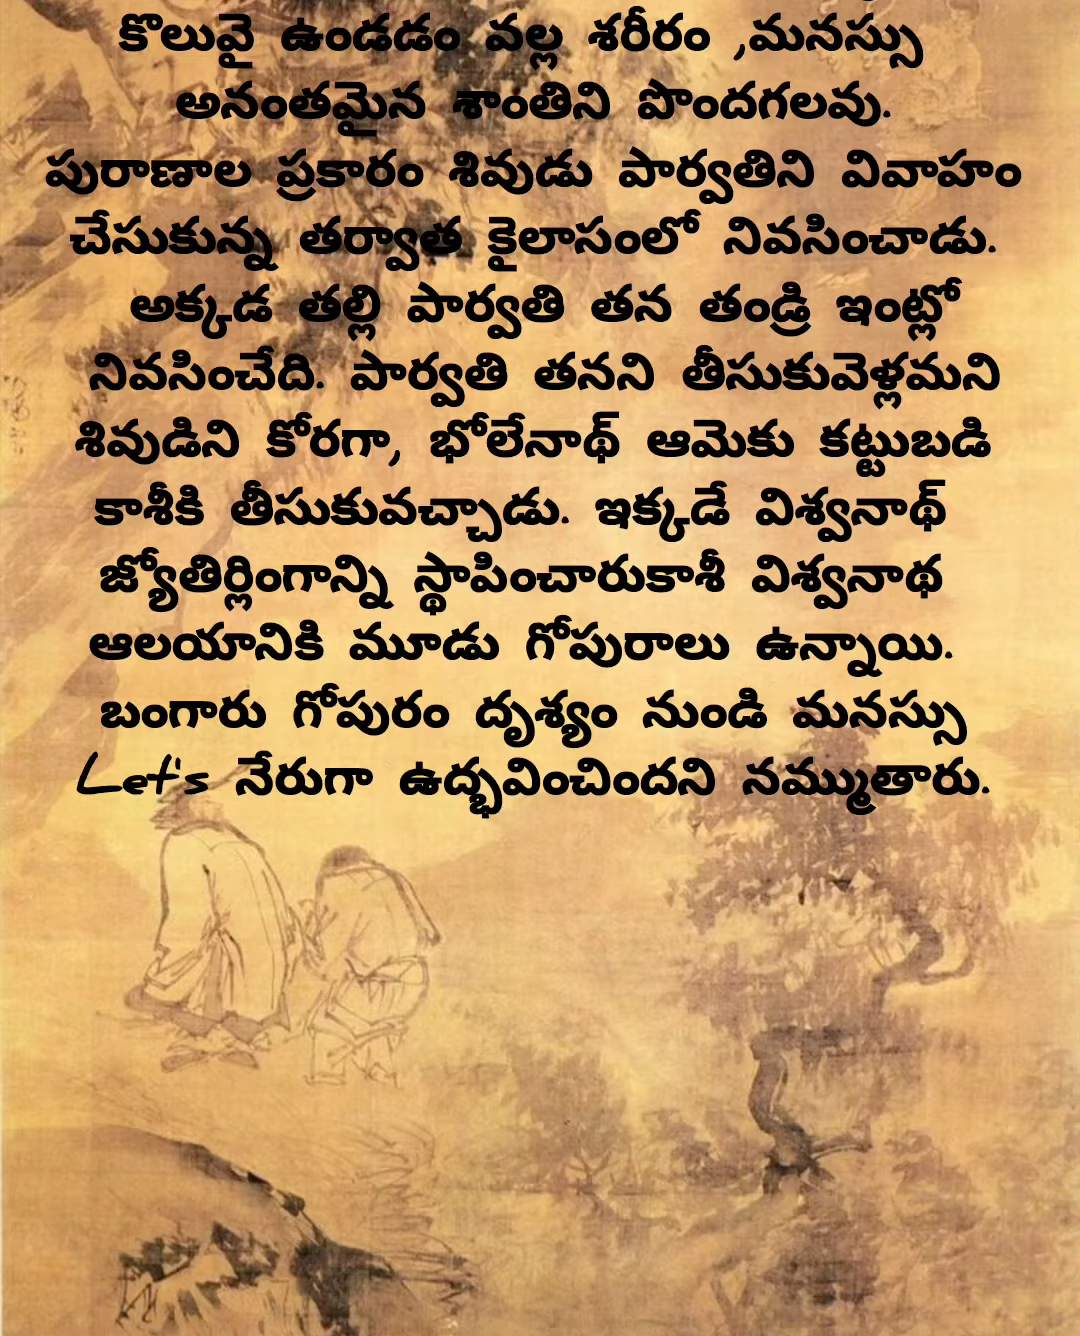 కొలువై ఉండడం వల్ల శరీరం ,మనస్సు
అనంతమైన శాంతిని పొందగలవు.
పురాణాల ప్రకారం శివుడు పార్వతిని వివాహం
చేసుకున్న తర్వాత కైలాసంలో నివసించాడు.
అక్కడ తల్లి పార్వతి తన తండ్రి ఇంట్లో
నివసించేది. పార్వతి తనని తీసుకువెళ్లమని
శివుడిని కోరగా, భోలేనాథ్ ఆమెకు కట్టుబడి
కాశీకి తీసుకువచ్చాడు. ఇక్కడే విశ్వనాథ్
జ్యోతిర్లింగాన్ని స్థాపించారుకాశీ విశ్వనాథ
ఆలయానికి మూడు గోపురాలు ఉన్నాయి.
బంగారు గోపురం దృశ్యం నుండి మనస్సు
Let's నేరుగా ఉద్భవించిందని నమ్ముతారు.